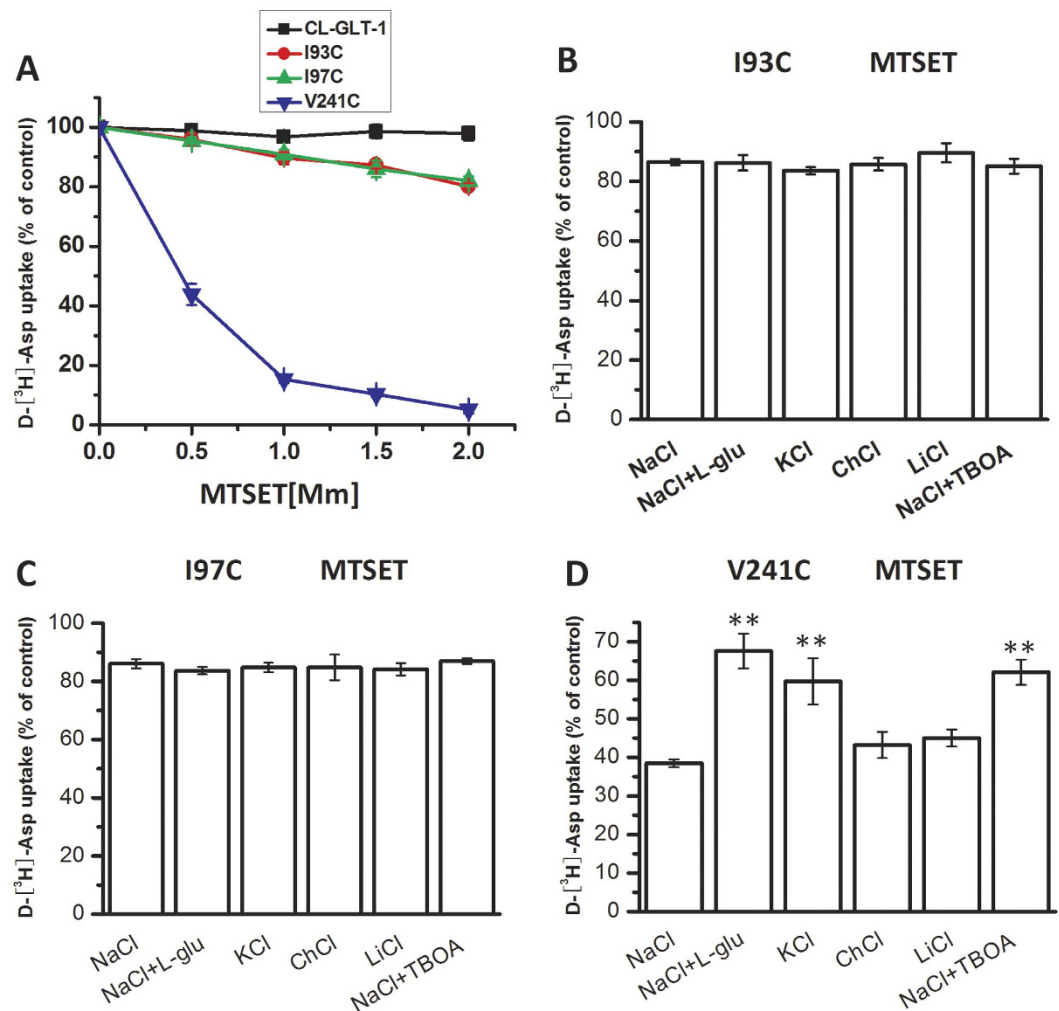 A
CL-GLT-1
I93C
I97C
V241C
D-[³H]-Asp uptake (% of control)
100
80
60
40
20
0
0.0 0.5 1.0 1.5 2.0
MTSET[Mm]
B
I93C MTSET
D-[³H]-Asp uptake (% of control)
100
80
60
40
20
0
NaCl
NaCl+L-glu
KCl
ChCl
LiCl
NaCl+TBOA
C
I97C MTSET
D-[³H]-Asp uptake (% of control)
100
80
60
40
20
0
NaCl
NaCl+L-glu
KCl
ChCl
LiCl
NaCl+TBOA
D
V241C MTSET
D-[³H]-Asp uptake (% of control)
70
60
50
40
30
20
10
0
** ** **
NaCl
NaCl+L-glu
KCl
ChCl
LiCl
NaCl+TBOA